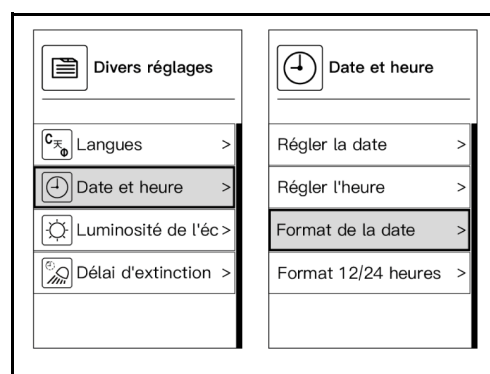 Divers réglages
Langues >
Date et heure >
Luminosité de l'éc >
Délai d'extinction >
Date et heure
Régler la date >
Régler l'heure >
Format de la date >
Format 12/24 heures >